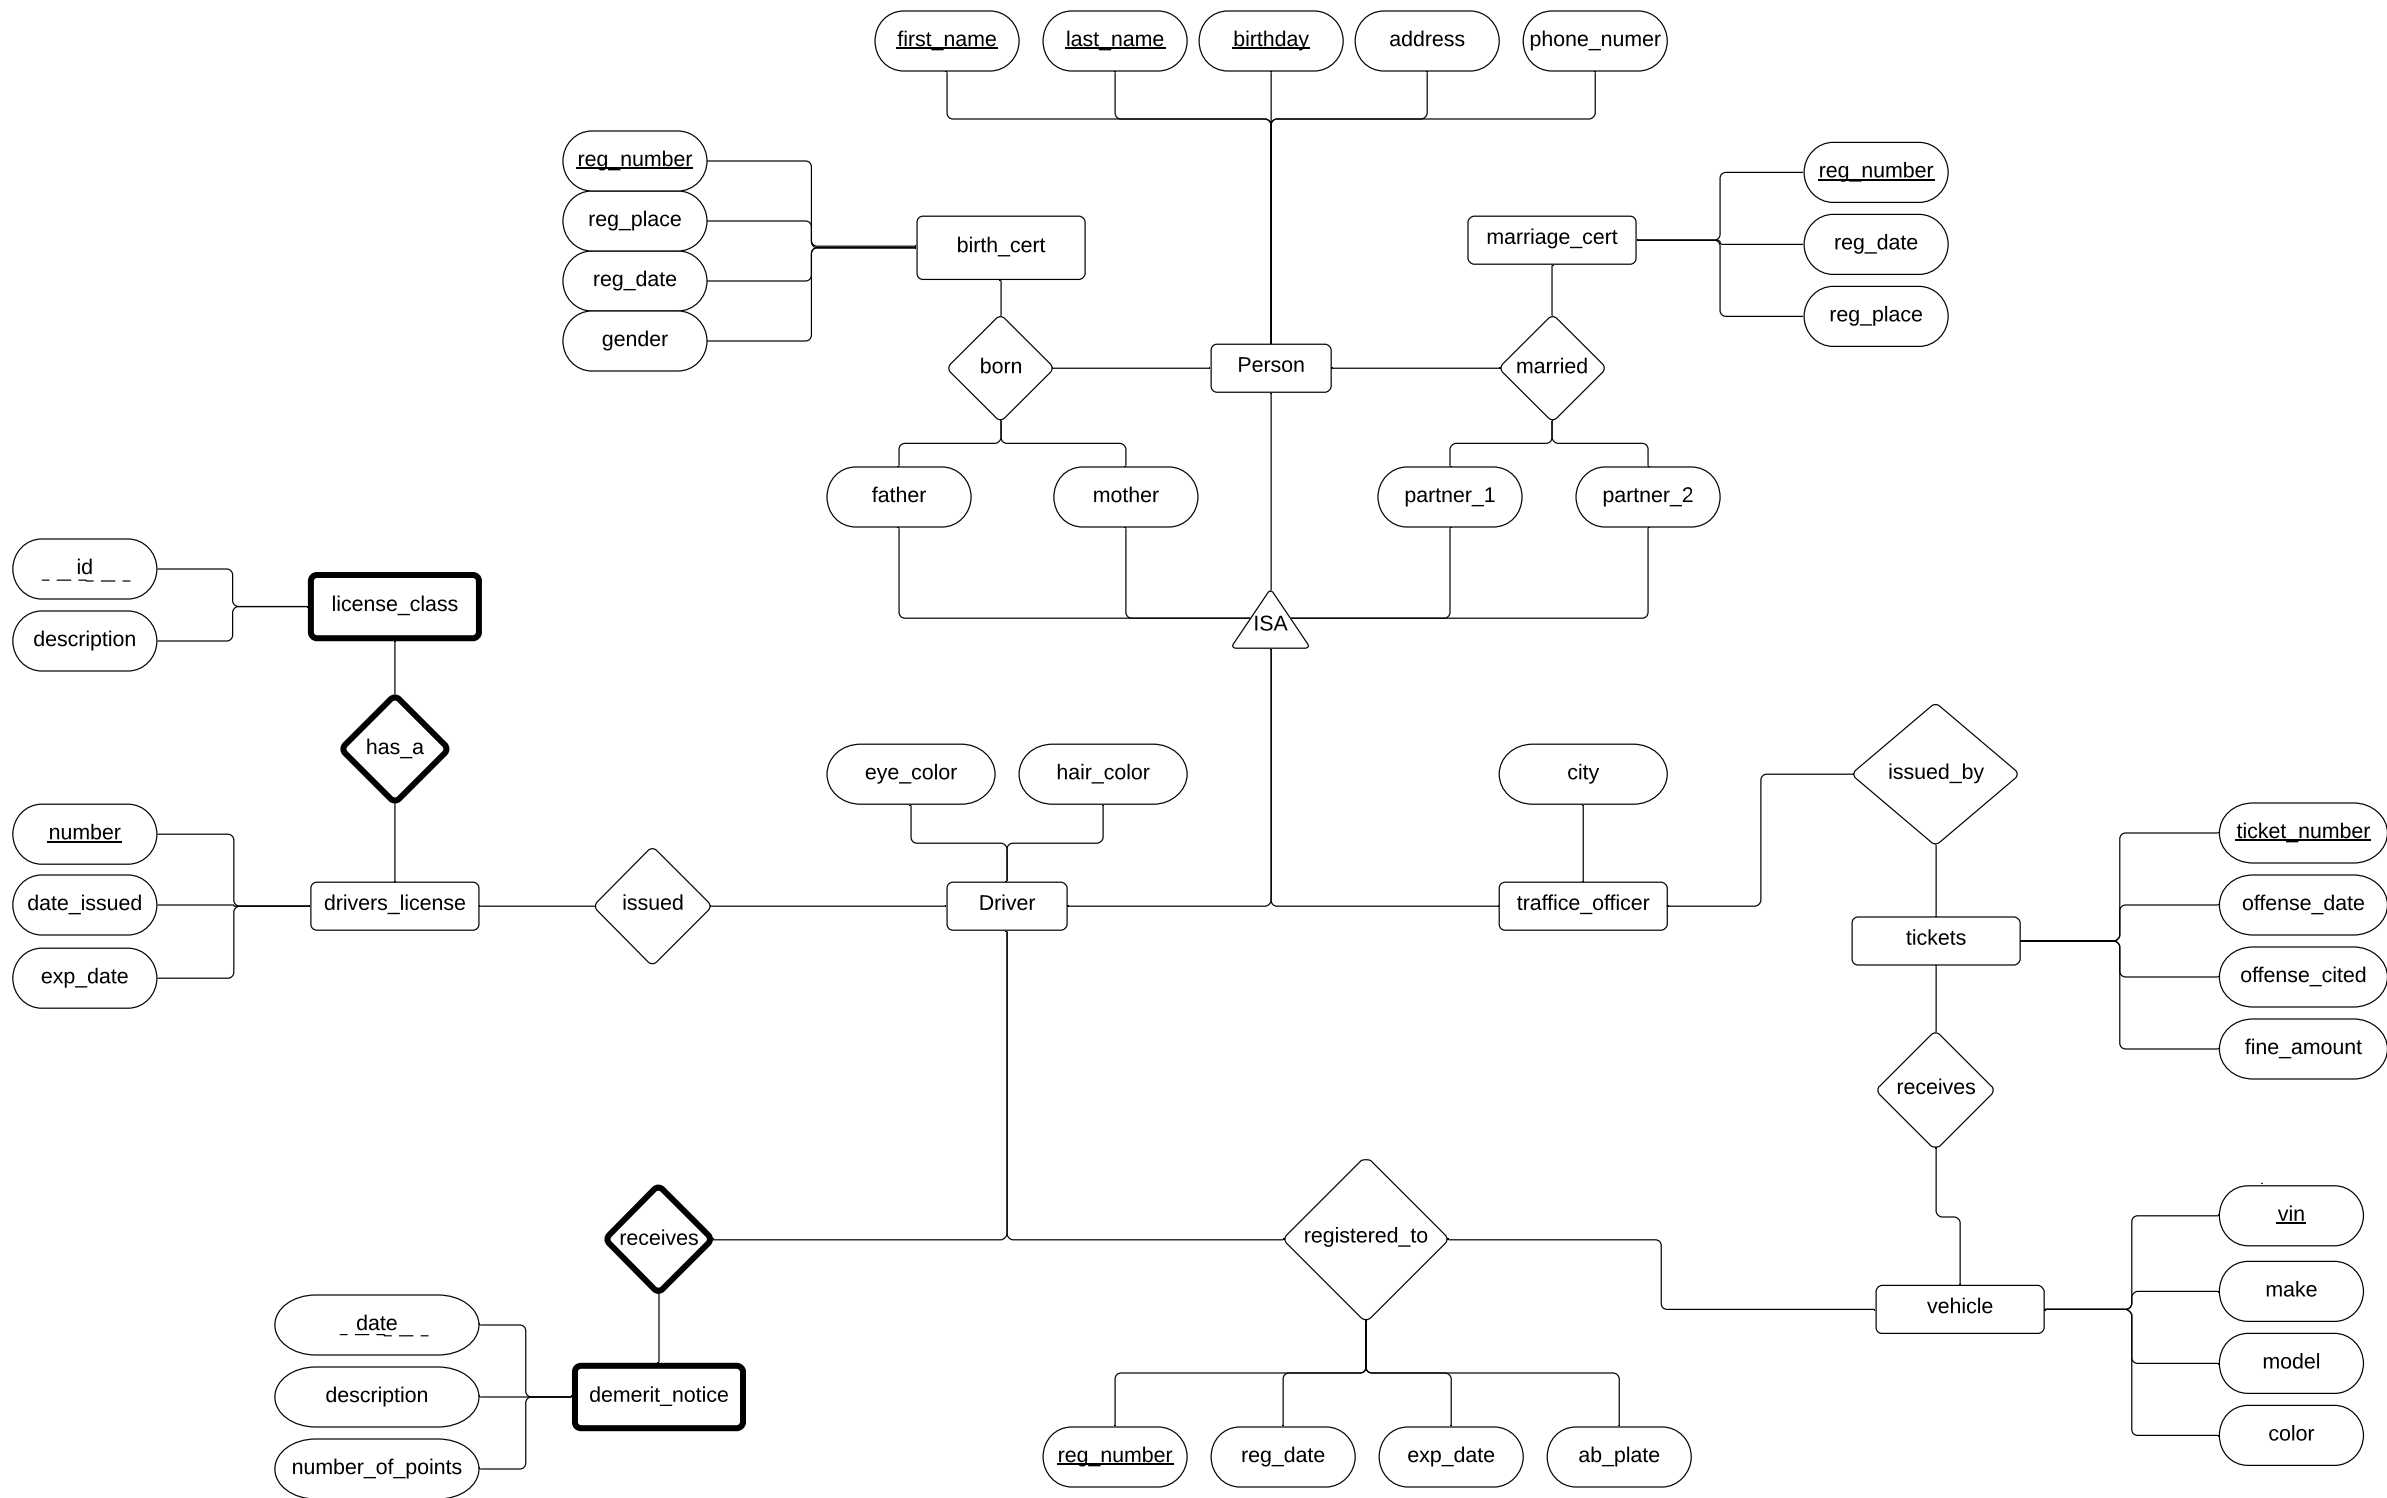 first_name
last_name
birthday
address
phone_numer
reg_number
reg_place
reg_date
gender
birth_cert
marriage_cert
reg_number
reg_date
reg_place
born
Person
married
father
mother
partner_1
partner_2
id
description
license_class
ISA
has_a
eye_color
hair_color
city
issued_by
number
date_issued
exp_date
drivers_license
issued
Driver
traffice_officer
tickets
ticket_number
offense_date
offense_cited
fine_amount
receives
receives
registered_to
vehicle
vin
make
model
color
date
description
number_of_points
demerit_notice
reg_number
reg_date
exp_date
ab_plate